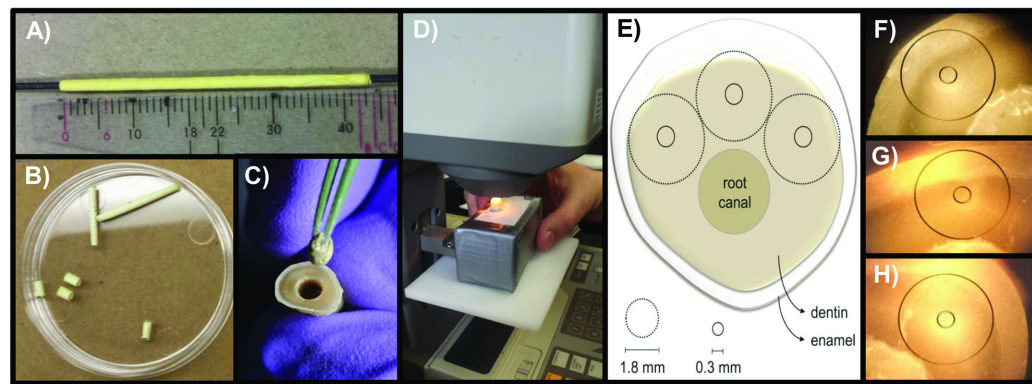 A)
0 6 10 18 22 30 40
B)
C)
D)
E)
root
canal
dentin
enamel
1.8 mm
0.3 mm
F)
G)
H)